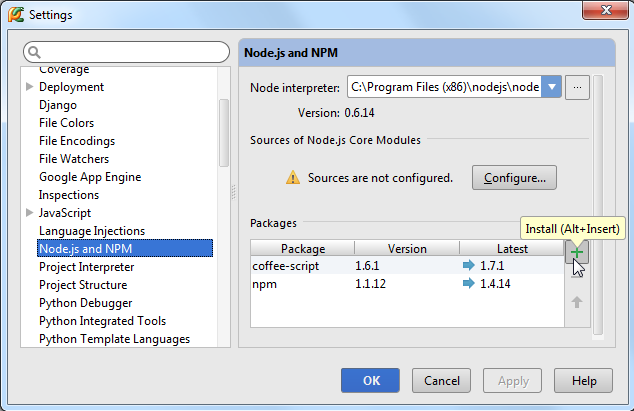 Settings
Coverage
Deployment
Django
File Colors
File Encodings
File Watchers
Google App Engine
Inspections
JavaScript
Language Injections
Node.js and NPM
Project Interpreter
Project Structure
Python Debugger
Python Integrated Tools
Python Template Languages
Node.js and NPM
Node interpreter: C:\Program Files (x86)\nodejs\node ...
Version: 0.6.14
Sources of Node.js Core Modules
Sources are not configured. Configure...
Packages
Install (Alt+Insert)
Package Version Latest
coffee-script 1.6.1 1.7.1
npm 1.1.12 1.4.14
OK Cancel Apply Help